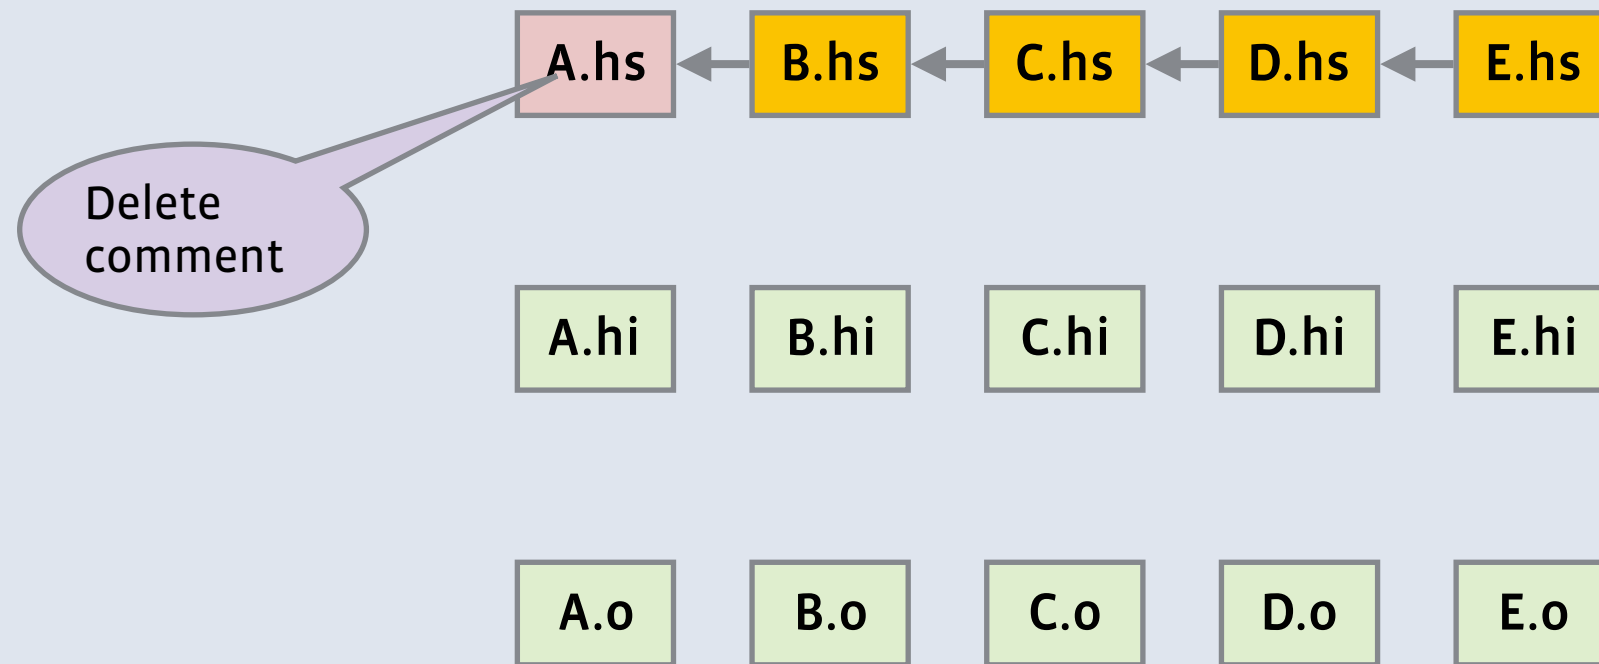 A.hs B.hs C.hs D.hs E.hs
Delete
comment
A.hi B.hi C.hi D.hi E.hi
A.o B.o C.o D.o E.o